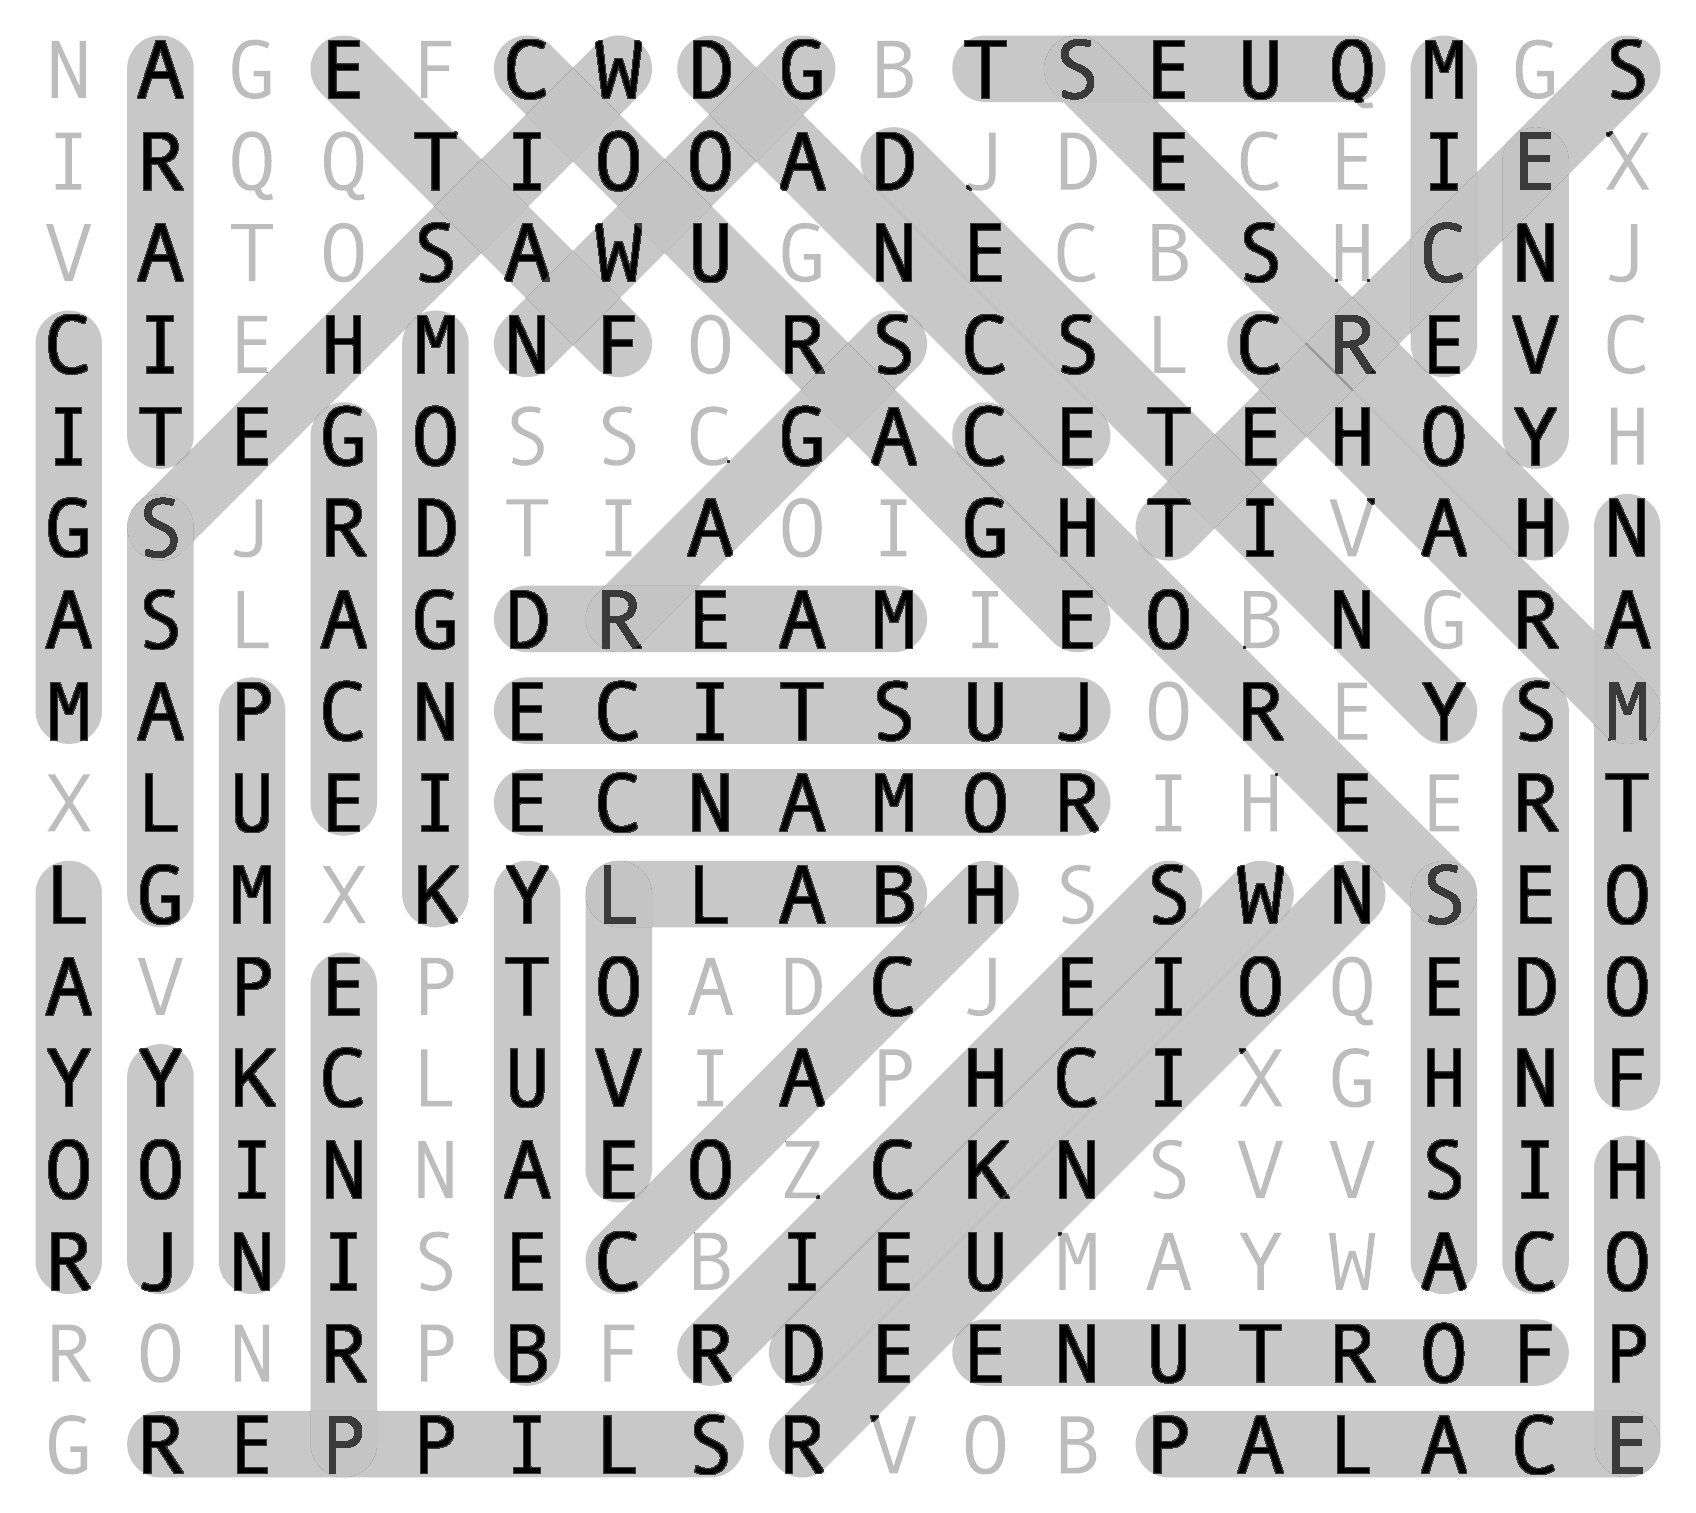 N A G E F C W D G B T S E U Q M G S
I R Q Q T I O O A D J D E C E I E X
V A T O S A W U G N E C B S H C N J
C I E H M N F O R S C S L C R E V C
I T E G O S S C G A C E T E H O Y H
G S J R D T I A O I G H T I V A H N
A S L A G D R E A M I E O B N G R A
M A P C N E C I T S U J O R E Y S M
X L U E I E C N A M O R I H E E R T
L G M X K Y L L A B H S S W N S E O
A V P E P T O A D C J E I O Q E D O
Y Y K C L U V I A P H C I X G H N F
O O I N N A E O Z C K N S V V S I H
R J N I S E C B I E U M A Y W A C O
R O N R P B F R D E E N U T R O F P
G R E P P I L S R V O B P A L A C E